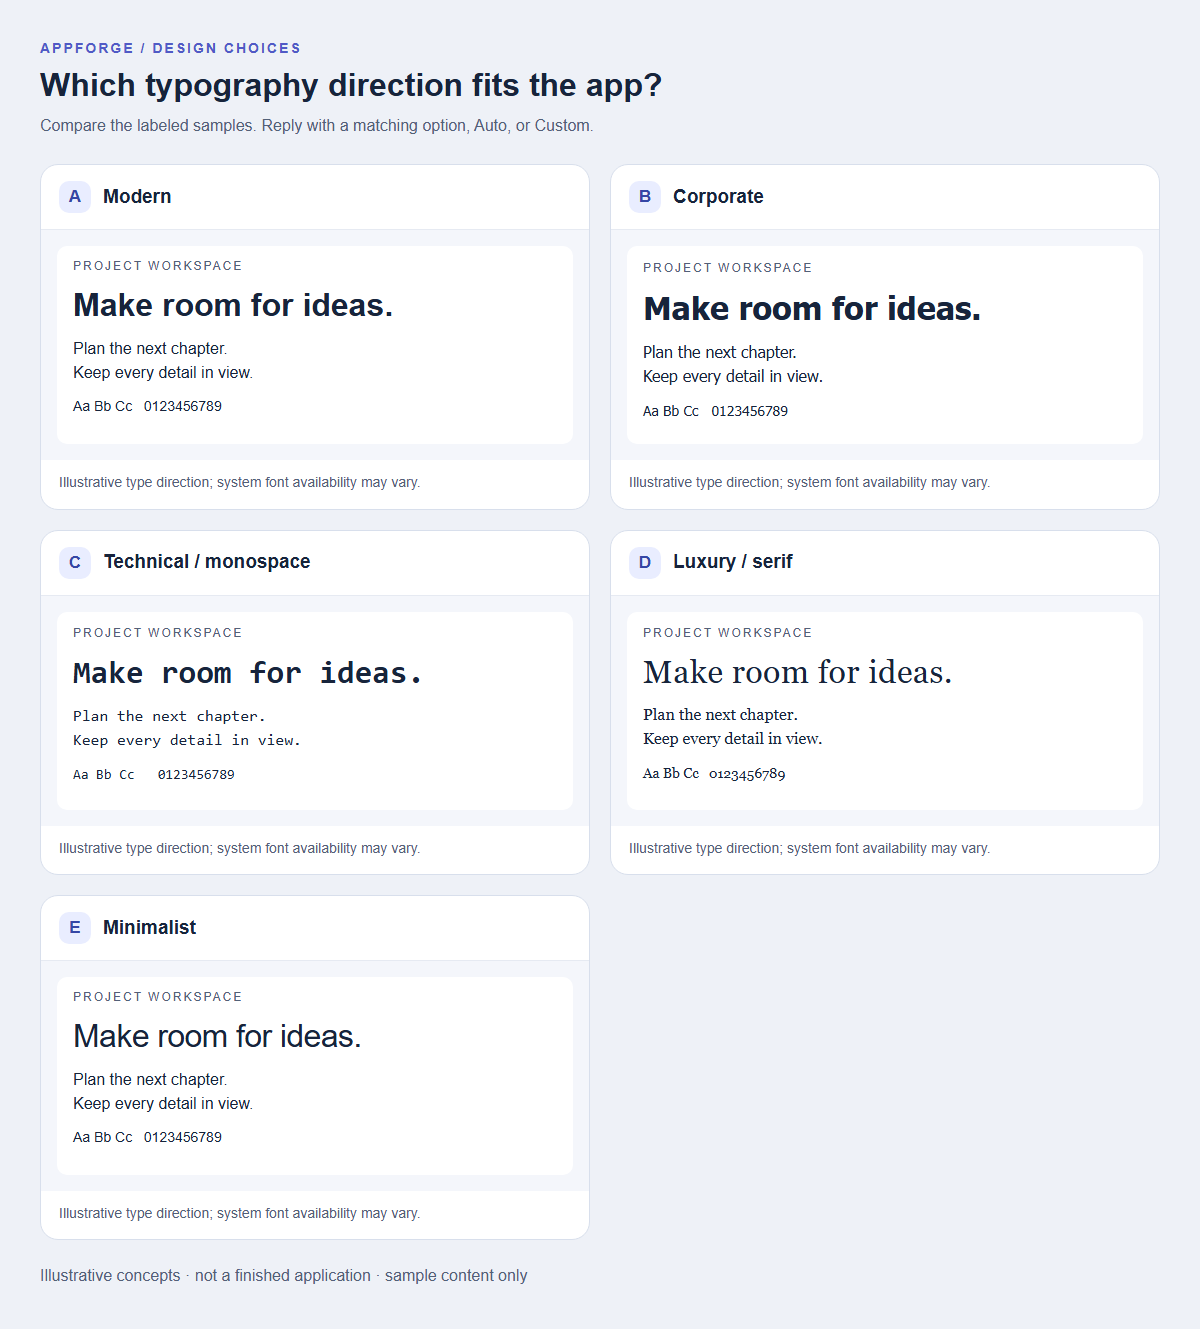 APPFORGE / DESIGN CHOICES
Which typography direction fits the app?
Compare the labeled samples. Reply with a matching option, Auto, or Custom.
A Modern
PROJECT WORKSPACE
Make room for ideas.
Plan the next chapter.
Keep every detail in view.
Aa Bb Cc 0123456789
Illustrative type direction; system font availability may vary.
B Corporate
PROJECT WORKSPACE
Make room for ideas.
Plan the next chapter.
Keep every detail in view.
Aa Bb Cc 0123456789
Illustrative type direction; system font availability may vary.
C Technical / monospace
PROJECT WORKSPACE
Make room for ideas.
Plan the next chapter.
Keep every detail in view.
Aa Bb Cc 0123456789
Illustrative type direction; system font availability may vary.
D Luxury / serif
PROJECT WORKSPACE
Make room for ideas.
Plan the next chapter.
Keep every detail in view.
Aa Bb Cc 0123456789
Illustrative type direction; system font availability may vary.
E Minimalist
PROJECT WORKSPACE
Make room for ideas.
Plan the next chapter.
Keep every detail in view.
Aa Bb Cc 0123456789
Illustrative type direction; system font availability may vary.
Illustrative concepts · not a finished application · sample content only